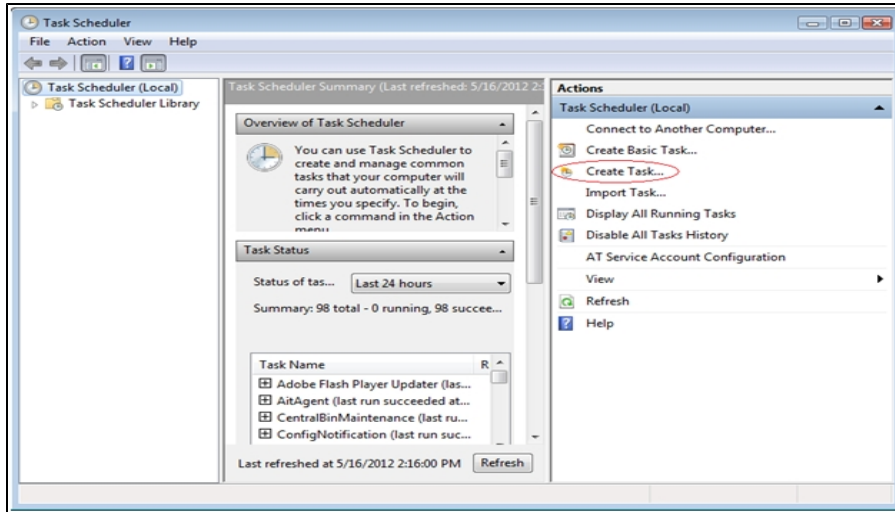 Task Scheduler
File Action View Help
Task Scheduler (Local)
Task Scheduler Library
Task Scheduler Summary (Last refreshed: 5/16/2012 2:
Overview of Task Scheduler
You can use Task Scheduler to
create and manage common
tasks that your computer will
carry out automatically at the
times you specify. To begin,
click a command in the Action
menu
Task Status
Status of tas... Last 24 hours
Summary: 98 total - 0 running, 98 succee...
Task Name R
Adobe Flash Player Updater (las...
AitAgent (last run succeeded at...
CentralBinMaintenance (last ru...
ConfigNotification (last run suc...
Last refreshed at 5/16/2012 2:16:00 PM Refresh
Actions
Task Scheduler (Local)
Connect to Another Computer...
Create Basic Task...
Create Task...
Import Task...
Display All Running Tasks
Disable All Tasks History
AT Service Account Configuration
View
Refresh
Help